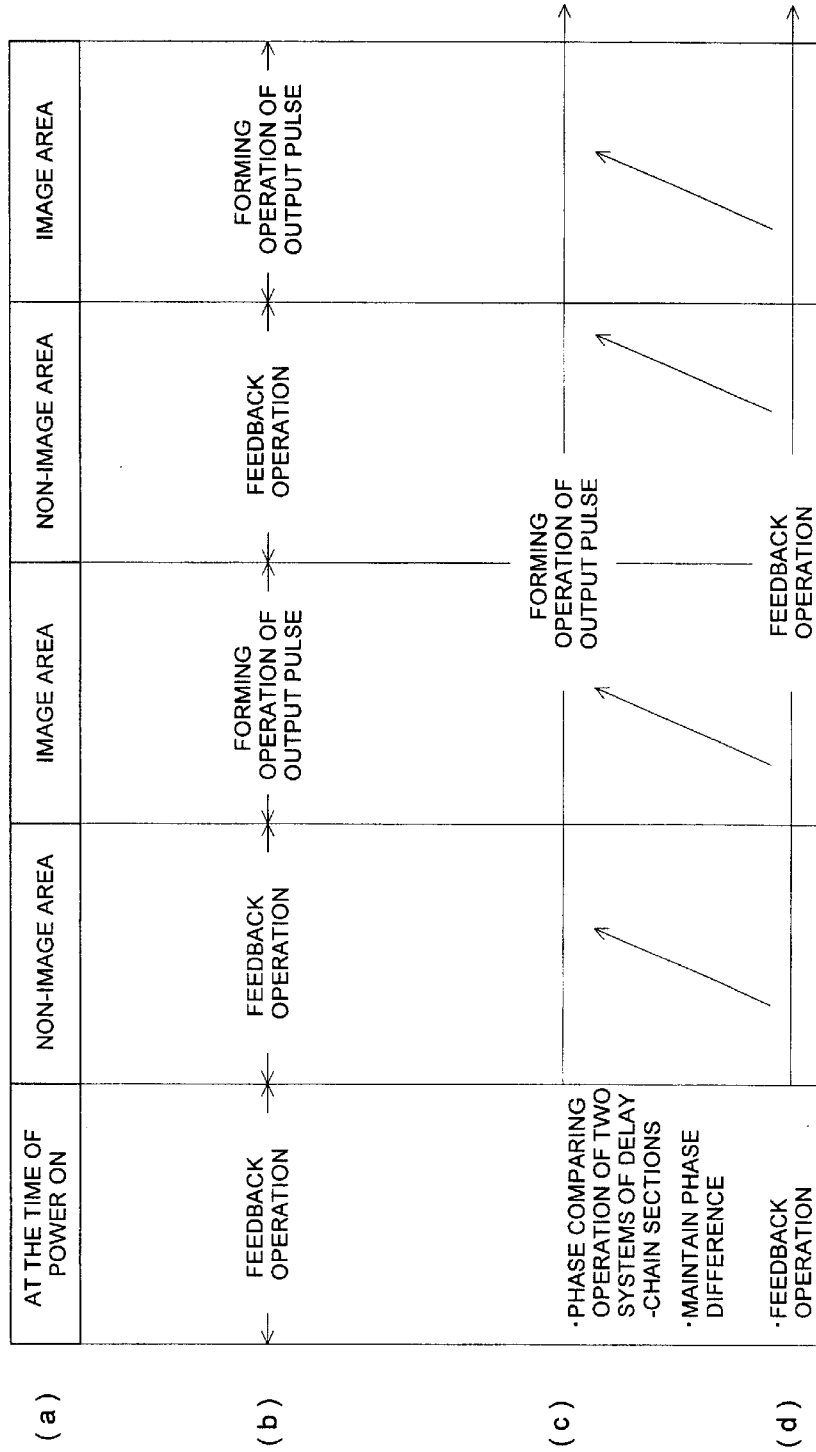 (a)
AT THE TIME OF
POWER ON
NON-IMAGE AREA
IMAGE AREA
NON-IMAGE AREA
IMAGE AREA
(b)
FEEDBACK
OPERATION
FEEDBACK
OPERATION
FORMING
OPERATION OF
OUTPUT PULSE
FEEDBACK
OPERATION
FORMING
OPERATION OF
OUTPUT PULSE
(c)
・PHASE COMPARING
OPERATION OF TWO
SYSTEMS OF DELAY
-CHAIN SECTIONS
・MAINTAIN PHASE
DIFFERENCE
FORMING
OPERATION OF
OUTPUT PULSE
(d)
・FEEDBACK
OPERATION
FEEDBACK
OPERATION